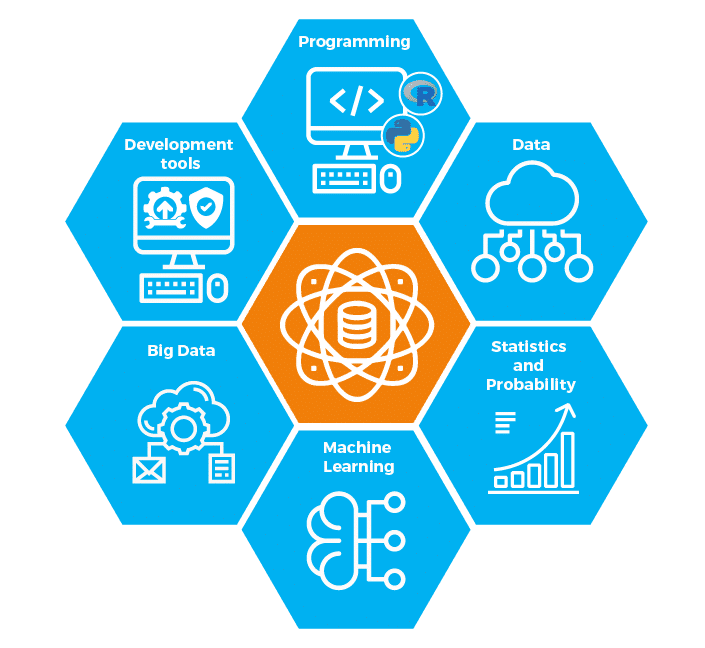 Programming
</>
R
Development
tools
Data
Big Data
Statistics
and
Probability
Machine
Learning